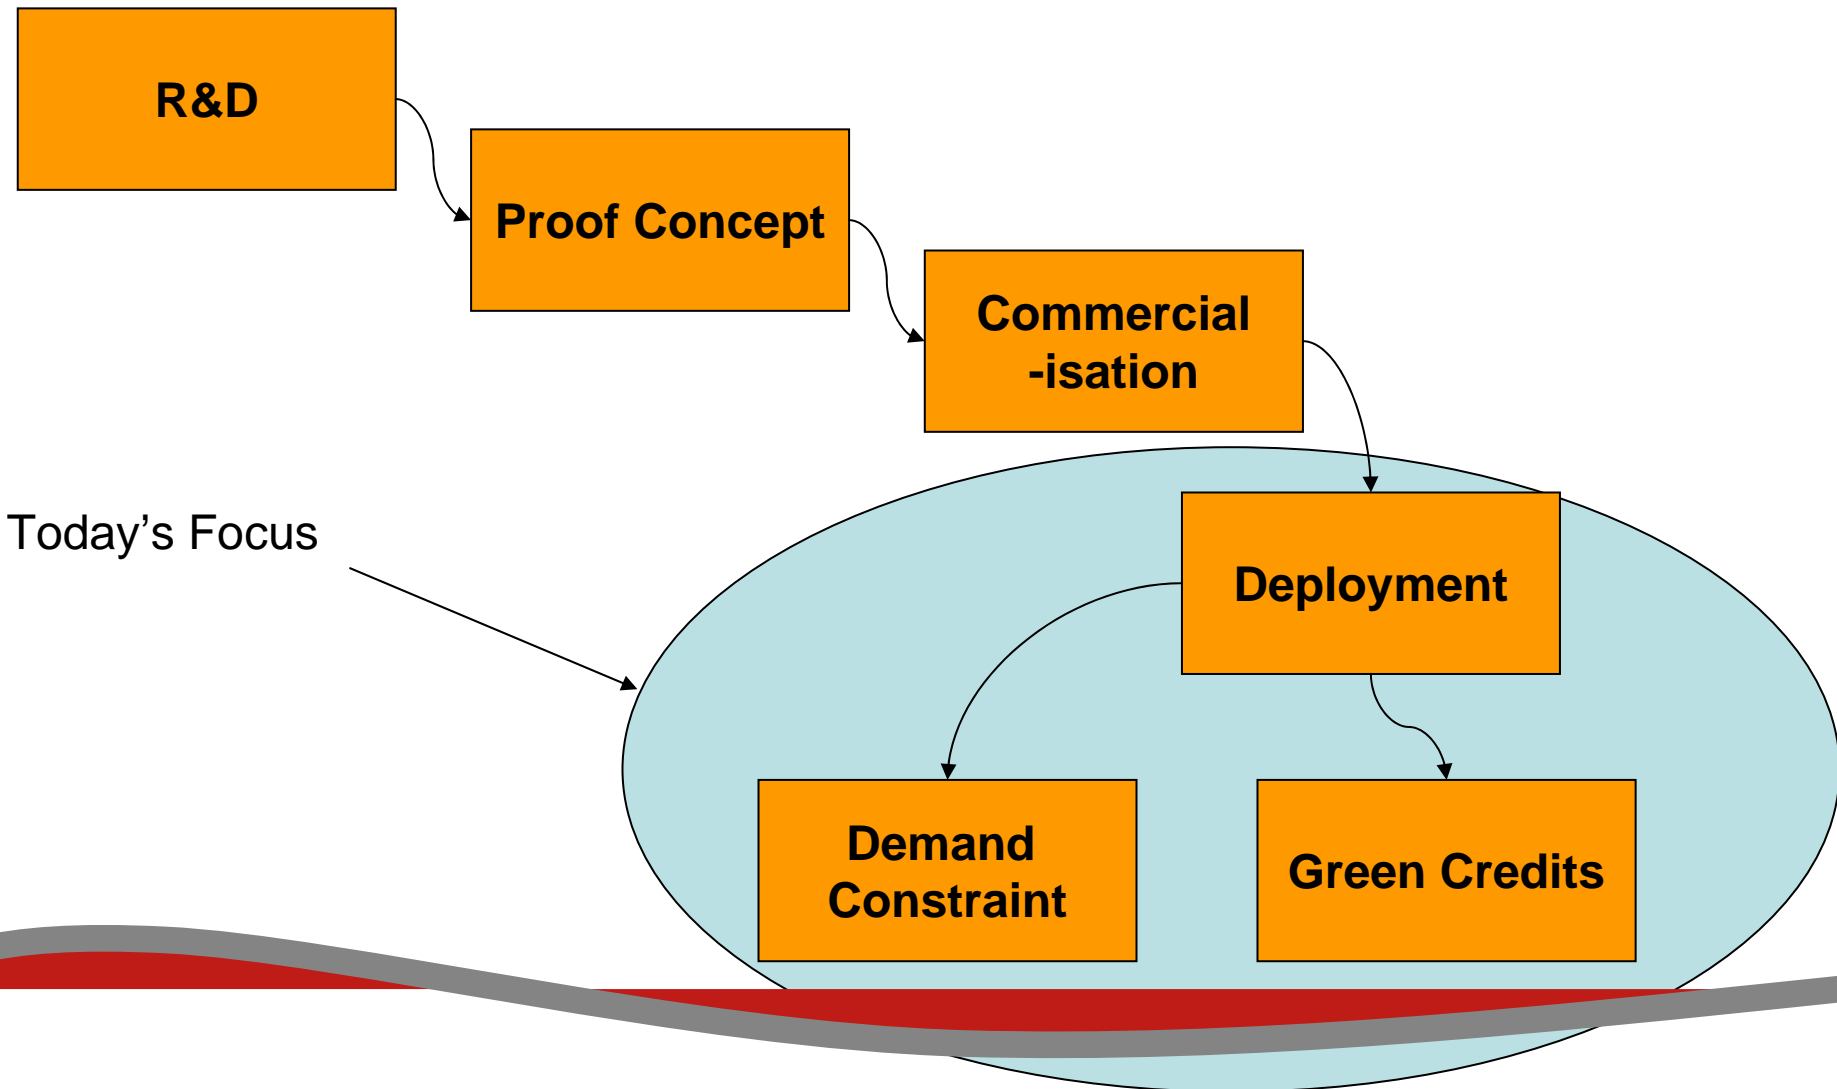 R&D
Proof Concept
Commercial
-isation
Today’s Focus
Deployment
Demand
Constraint
Green Credits